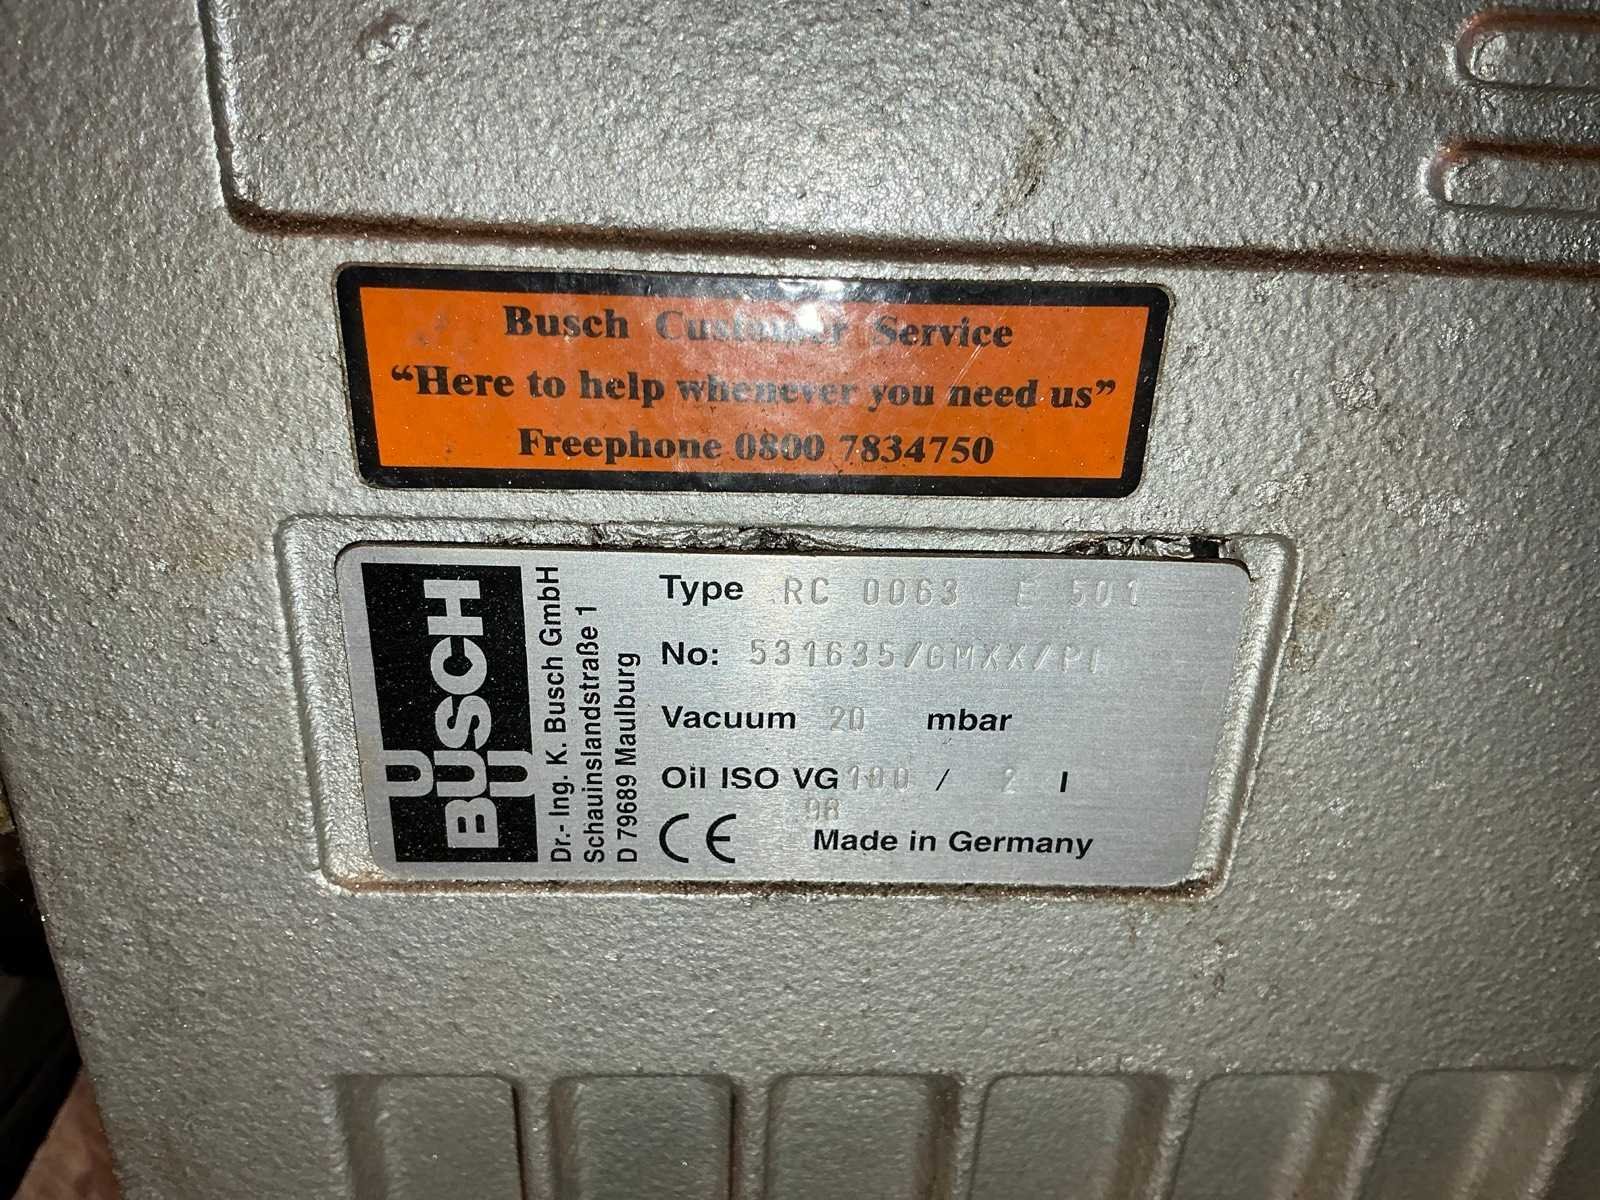 Busch Customer Service
“Here to help whenever you need us”
Freephone 0800 7834750
BUSCH
Dr.- Ing. K. Busch GmbH
Schauinslandstraße 1
D 79689 Maulburg
Type RC 0063 E 501
No: 531635/GMXX/
Vacuum 20 mbar
Oil ISO VG 100 / 2 l
98
CE Made in Germany